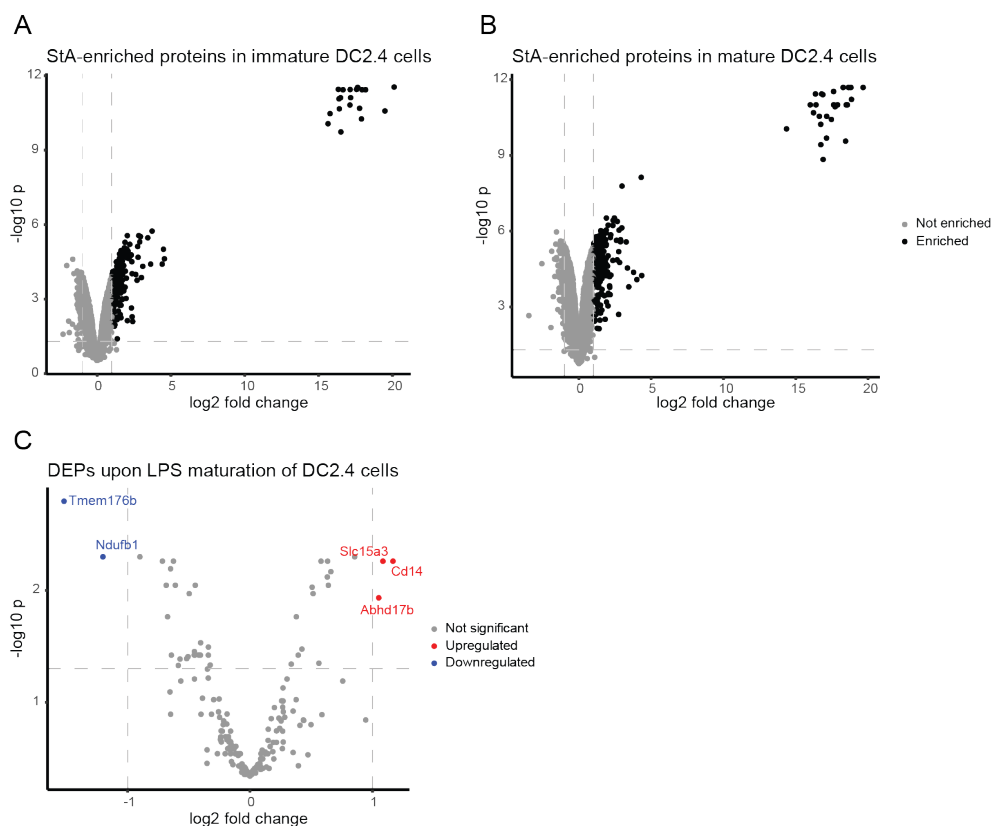 A
StA-enriched proteins in immature DC2.4 cells
12
9
6
3
0
-log10 p
0
5
10
15
20
log2 fold change
B
StA-enriched proteins in mature DC2.4 cells
12
9
6
3
-log10 p
0
5
10
15
20
log2 fold change
Not enriched
Enriched
C
DEPs upon LPS maturation of DC2.4 cells
Tmem176b
Ndufb1
Slc15a3
Cd14
Abhd17b
2
1
-log10 p
-1
0
1
log2 fold change
Not significant
Upregulated
Downregulated